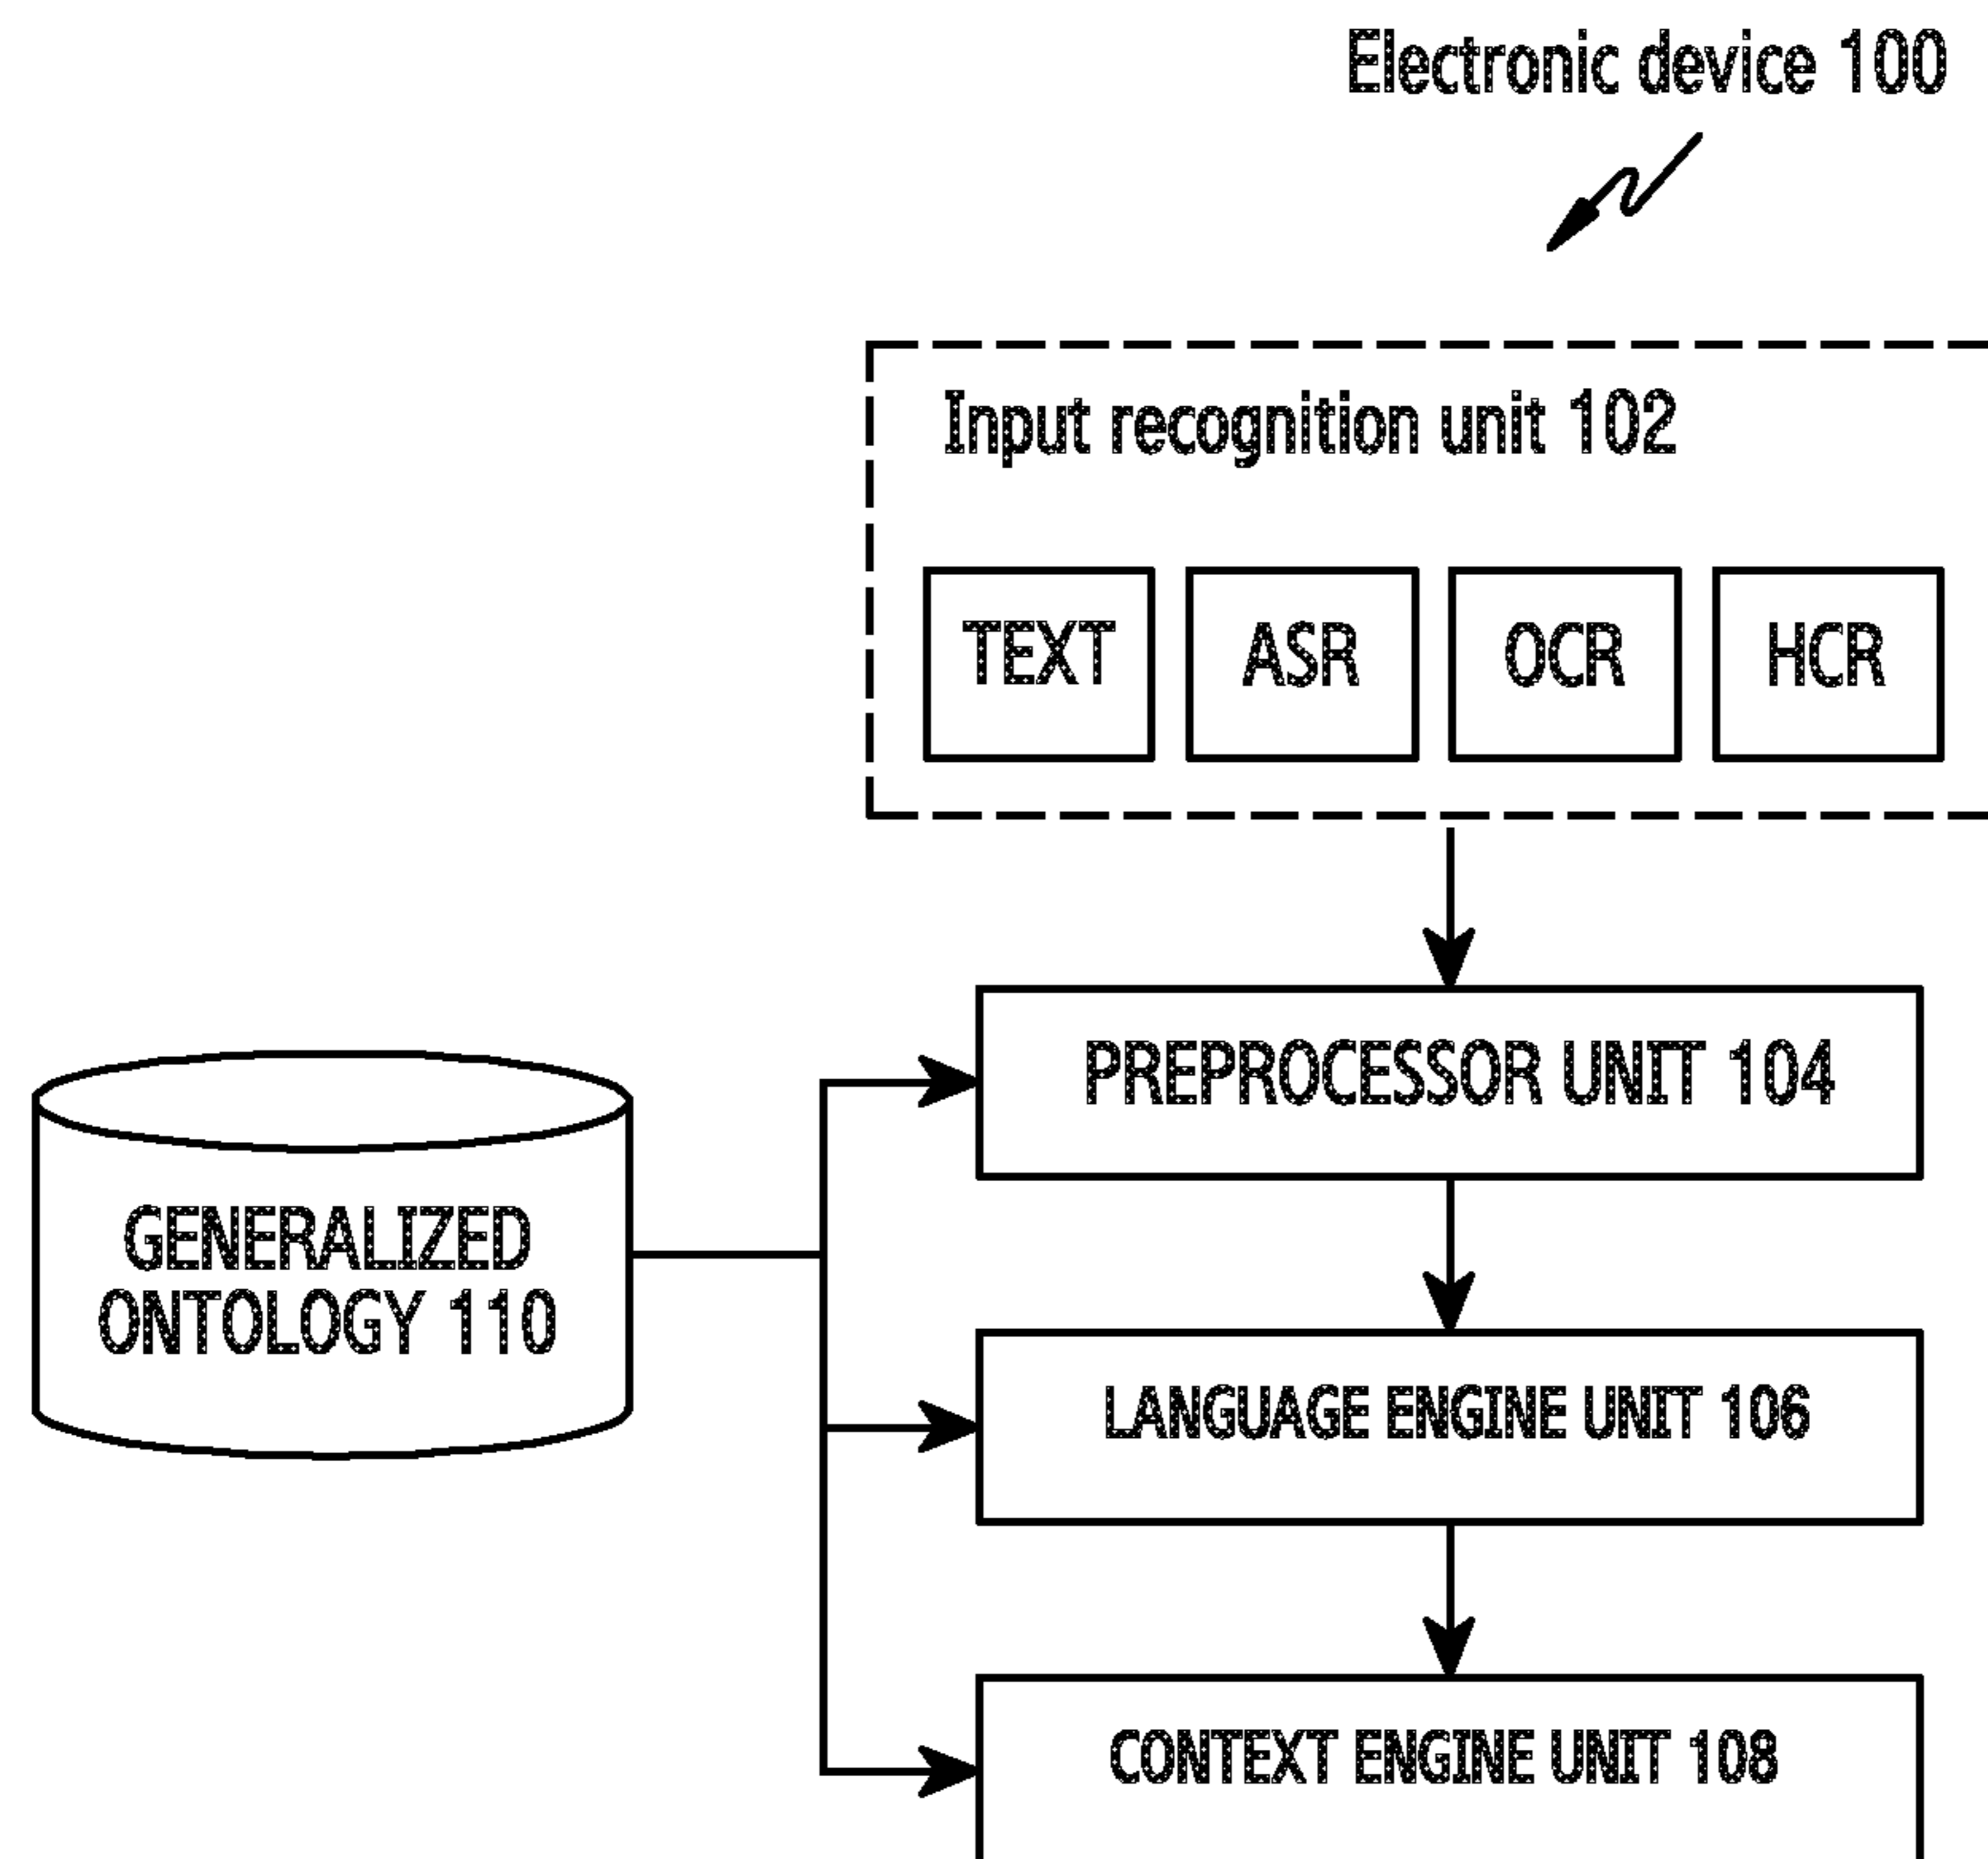 Electronic device 100
Input recognition unit 102
TEXT ASR OCR HCR
PREPROCESSOR UNIT 104
GENERALIZED
ONTOLOGY 110
LANGUAGE ENGINE UNIT 106
CONTEXT ENGINE UNIT 108